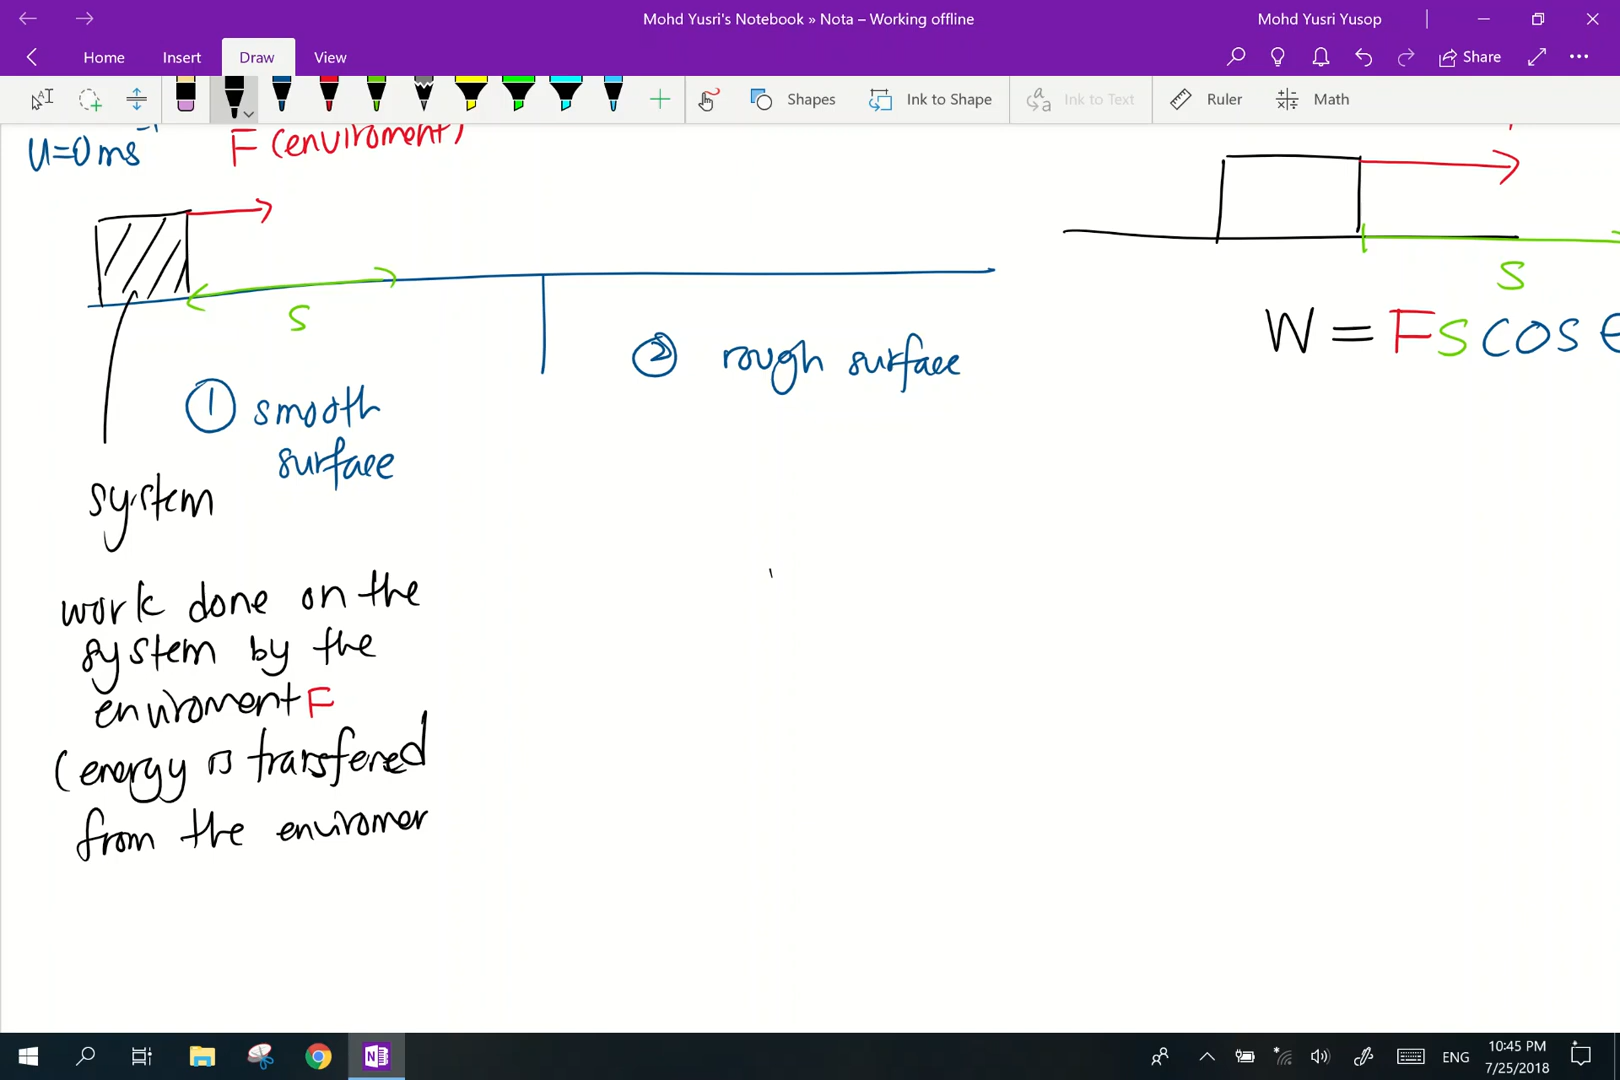 Mohd Yusri's Notebook » Nota – Working offline
Mohd Yusri Yusop
Home Insert Draw View
Share
Shapes
Ink to Shape
Ink to Text
Ruler
Math
U=0ms⁻¹
F (enviroment)
S
① smooth
surface
② rough surface
system
work done on the
system by the
enviroment F
(energy is transfered
from the enviromer
S
W = FS cos θ
ENG
10:45 PM
7/25/2018